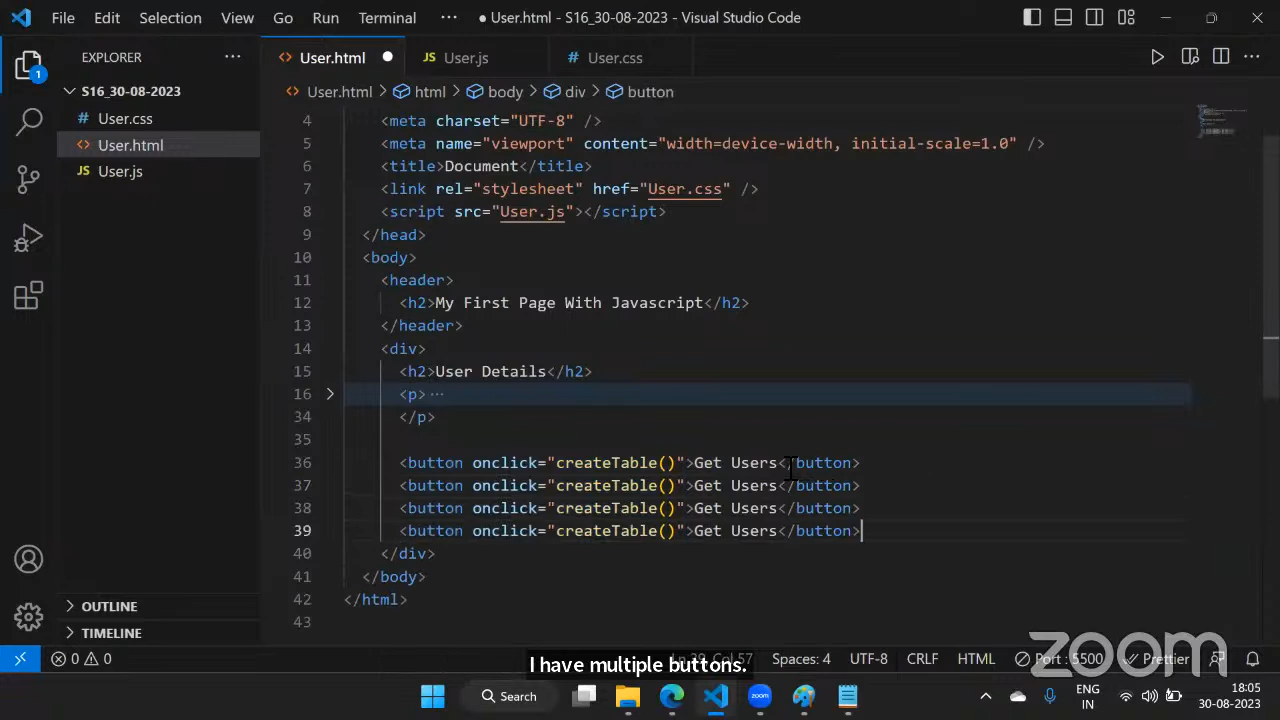 File Edit Selection View Go Run Terminal ··· ● User.html - S16_30-08-2023 - Visual Studio Code
EXPLORER ···
1
<> User.html ●
JS User.js
# User.css
S16_30-08-2023
# User.css
<> User.html
JS User.js
<> User.html > html > body > div > button
4 <meta charset="UTF-8" />
5 <meta name="viewport" content="width=device-width, initial-scale=1.0" />
6 <title>Document</title>
7 <link rel="stylesheet" href="User.css" />
8 <script src="User.js"></script>
9 </head>
10 <body>
11 <header>
12 <h2>My First Page With Javascript</h2>
13 </header>
14 <div>
15 <h2>User Details</h2>
16 <p>···
34 </p>
35
36 <button onclick="createTable()">Get Users</button>
37 <button onclick="createTable()">Get Users</button>
38 <button onclick="createTable()">Get Users</button>
39 <button onclick="createTable()">Get Users</button>
40 </div>
41 </body>
42 </html>
43
OUTLINE
TIMELINE
zoom
0 0 Ln 39, Col 57 Spaces: 4 UTF-8 CRLF HTML Port : 5500 Prettier
I have multiple buttons.
Search
zoom
ENG
IN
18:05
30-08-2023